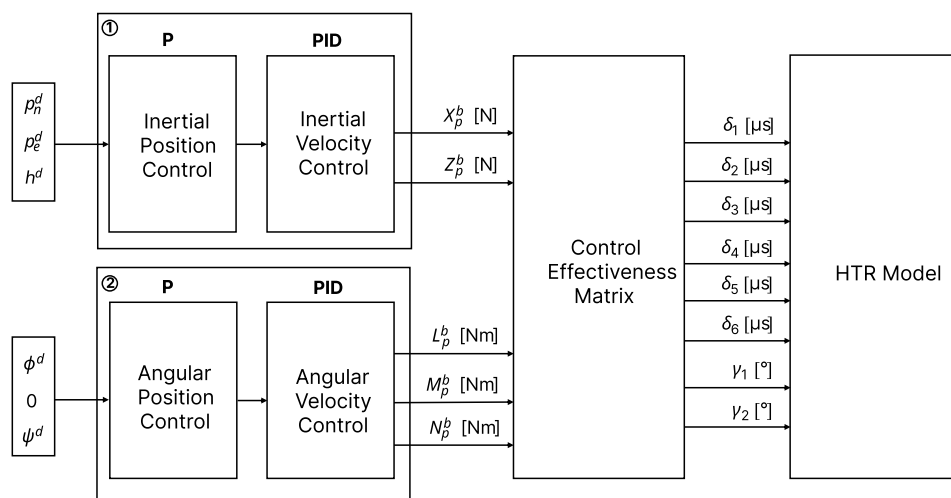 ①
P
PID
p_n^d
p_e^d
h^d
Inertial
Position
Control
Inertial
Velocity
Control
X_p^b [N]
Z_p^b [N]
②
P
PID
ϕ^d
0
ψ^d
Angular
Position
Control
Angular
Velocity
Control
L_p^b [Nm]
M_p^b [Nm]
N_p^b [Nm]
Control
Effectiveness
Matrix
δ_1 [µs]
δ_2 [µs]
δ_3 [µs]
δ_4 [µs]
δ_5 [µs]
δ_6 [µs]
γ_1 [°]
γ_2 [°]
HTR Model